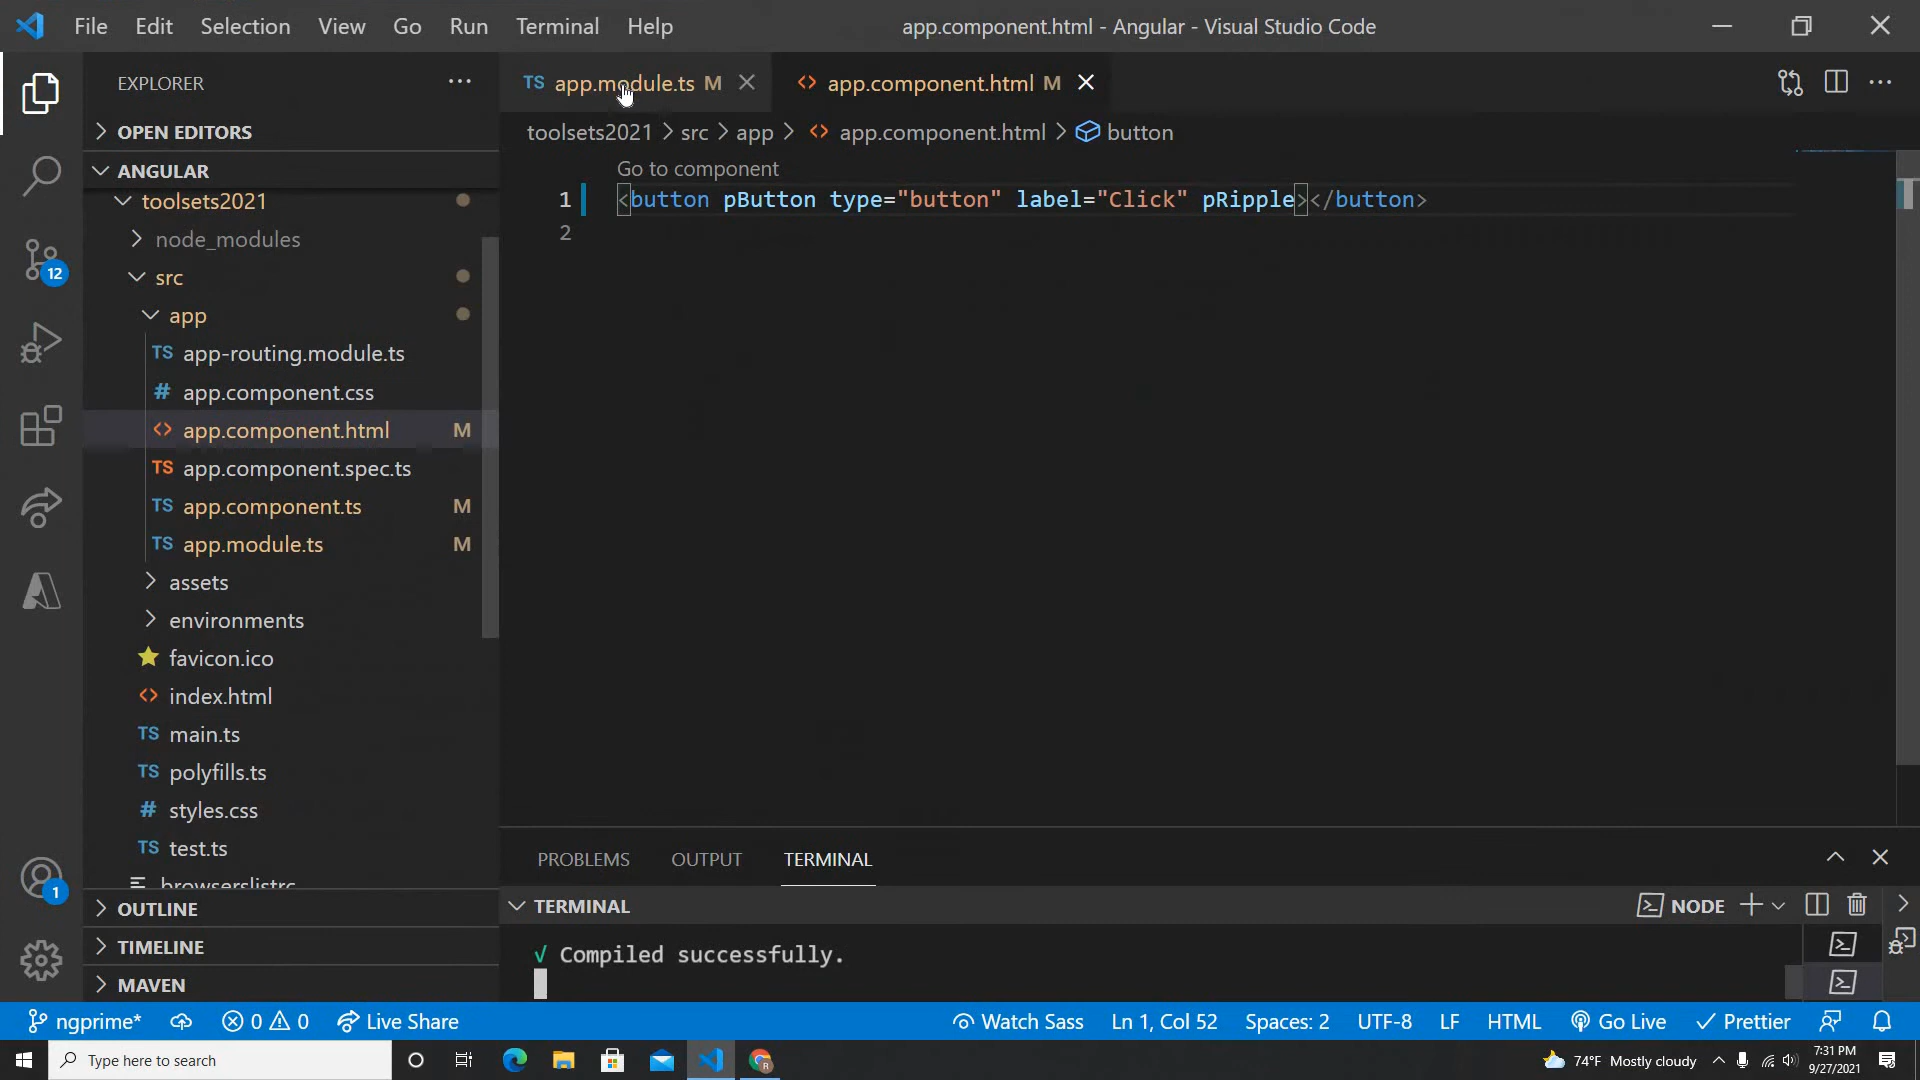 File Edit Selection View Go Run Terminal Help
app.component.html - Angular - Visual Studio Code
EXPLORER
OPEN EDITORS
ANGULAR
toolsets2021
node_modules
src
app
TS app-routing.module.ts
# app.component.css
<> app.component.html M
TS app.component.spec.ts
TS app.component.ts M
TS app.module.ts M
assets
environments
favicon.ico
<> index.html
TS main.ts
TS polyfills.ts
# styles.css
TS test.ts
browserslistrc
OUTLINE
TIMELINE
MAVEN
12
1
TS app.module.ts M
<> app.component.html M
toolsets2021 > src > app > <> app.component.html > button
Go to component
1 <button pButton type="button" label="Click" pRipple></button>
2
PROBLEMS OUTPUT TERMINAL
TERMINAL
NODE
√ Compiled successfully.
ngprime* 0 0 Live Share
Watch Sass Ln 1, Col 52 Spaces: 2 UTF-8 LF HTML Go Live Prettier
Type here to search
R
74°F Mostly cloudy
7:31 PM
9/27/2021